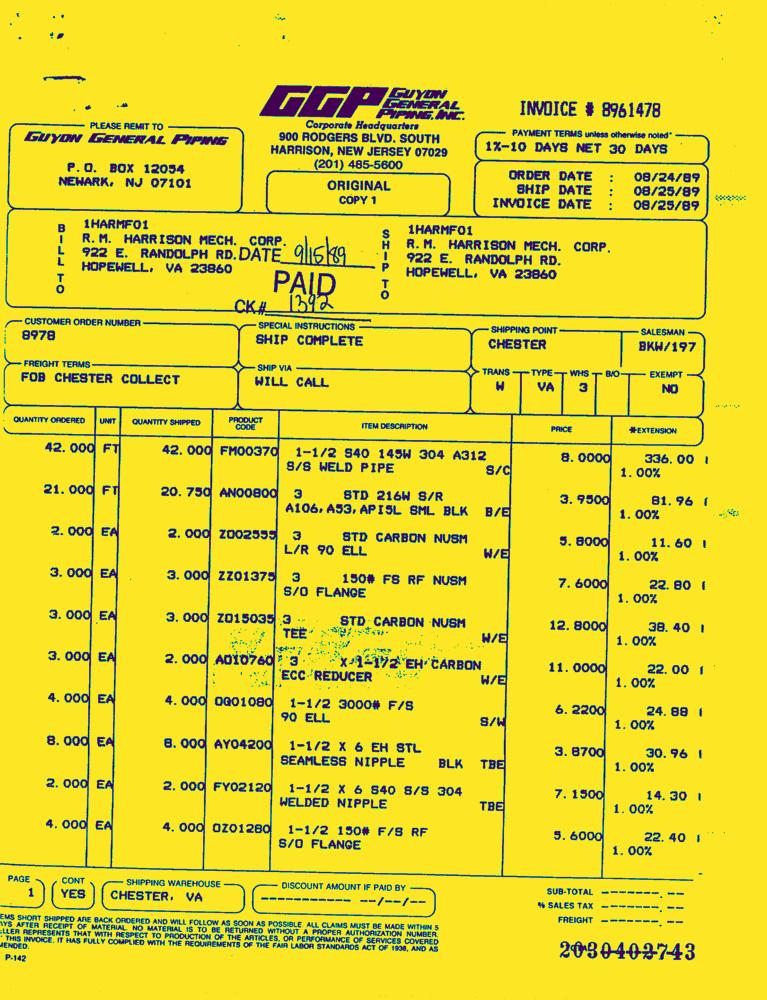 GGP GUYON GENERAL PIPING, INC.
Corporate Headquarters
900 RODGERS BLVD. SOUTH
HARRISON, NEW JERSEY 07029
(201) 485-5600
INVOICE # 8961478
PLEASE REMIT TO
GUYON GENERAL PIPING
P.O. BOX 12054
NEWARK, NJ 07101
ORIGINAL
COPY 1
PAYMENT TERMS unless otherwise noted*
1%-10 DAYS NET 30 DAYS
ORDER DATE : 08/24/89
SHIP DATE : 08/25/89
INVOICE DATE : 08/25/89
BILL TO
1HARMF01
R.M. HARRISON MECH. CORP.
922 E. RANDOLPH RD.
HOPEWELL, VA 23860
DATE 9/15/89
PAID
CK# 1392
SHIP TO
1HARMF01
R.M. HARRISON MECH. CORP.
922 E. RANDOLPH RD.
HOPEWELL, VA 23860
CUSTOMER ORDER NUMBER
8978
SPECIAL INSTRUCTIONS
SHIP COMPLETE
SHIPPING POINT
CHESTER
SALESMAN
BKW/197
FREIGHT TERMS
FOB CHESTER COLLECT
SHIP VIA
WILL CALL
TRANS TYPE WHS B/O EXEMPT
W VA 3 NO
QUANTITY ORDERED UNIT QUANTITY SHIPPED PRODUCT CODE ITEM DESCRIPTION PRICE *EXTENSION
42.000 FT 42.000 FM00370 1-1/2 S40 145W 304 A312 8.0000 336.00
S/S WELD PIPE S/C 1.00%
21.000 FT 20.750 AN00800 3 STD 216W S/R 3.9500 81.96
A106,A53,API5L SML BLK B/E 1.00%
2.000 EA 2.000 Z002555 3 STD CARBON NUSM 5.8000 11.60
L/R 90 ELL W/E 1.00%
3.000 EA 3.000 ZZ01375 3 150# FS RF NUSM 7.6000 22.80
S/O FLANGE 1.00%
3.000 EA 3.000 Z015035 3 STD CARBON NUSM 12.8000 38.40
TEE W/E 1.00%
3.000 EA 2.000 AD10760 3 X 1-1/2 EH CARBON 11.0000 22.00
ECC REDUCER W/E 1.00%
4.000 EA 4.000 OQ01080 1-1/2 3000# F/S 6.2200 24.88
90 ELL S/W 1.00%
8.000 EA 8.000 AY04200 1-1/2 X 6 EH STL 3.8700 30.96
SEAMLESS NIPPLE BLK TBE 1.00%
2.000 EA 2.000 FY02120 1-1/2 X 6 S40 S/S 304 7.1500 14.30
WELDED NIPPLE TBE 1.00%
4.000 EA 4.000 OZ01280 1-1/2 150# F/S RF 5.6000 22.40
S/O FLANGE 1.00%
PAGE
1
CONT
YES
SHIPPING WAREHOUSE
CHESTER, VA
DISCOUNT AMOUNT IF PAID BY
----------- --/--/--
SUB-TOTAL -------.--
% SALES TAX -------.--
FREIGHT -------.--
EMS SHORT SHIPPED ARE BACK ORDERED AND WILL FOLLOW AS SOON AS POSSIBLE. ALL CLAIMS MUST BE MADE WITHIN 5
AYS AFTER RECEIPT OF MATERIAL. NO MATERIAL IS TO BE RETURNED WITHOUT A PROPER AUTHORIZATION NUMBER.
ELLER REPRESENTS THAT WITH RESPECT TO PRODUCTION OF THE ARTICLES, OR PERFORMANCE OF SERVICES COVERED
THIS INVOICE. IT HAS FULLY COMPLIED WITH THE REQUIREMENTS OF THE FAIR LABOR STANDARDS ACT OF 1938, AND AS
MENDED.
P-142
2030402743